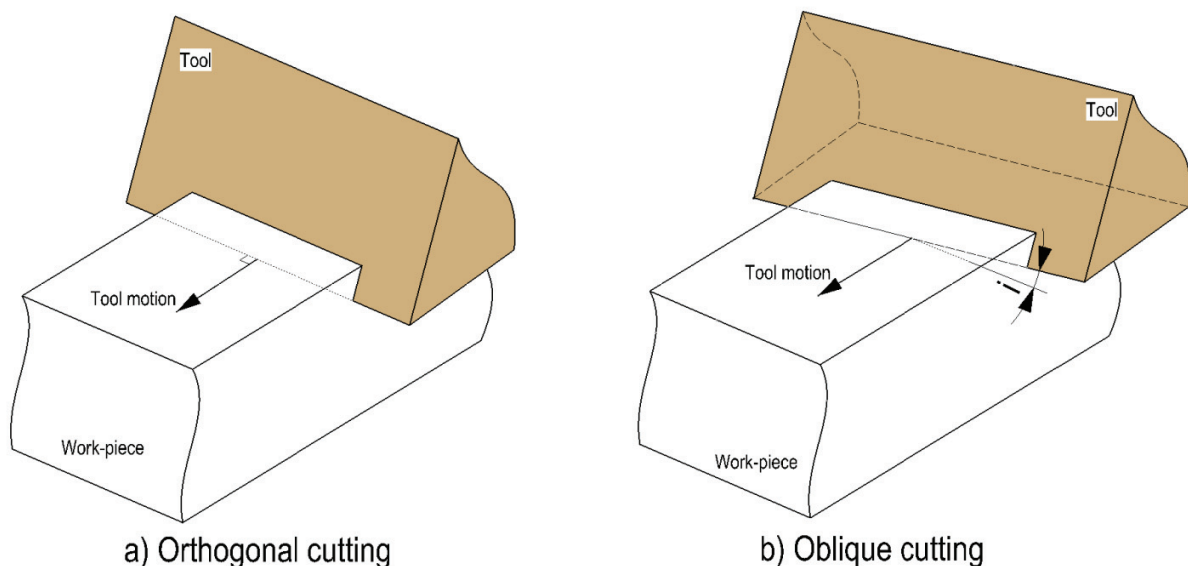 Tool
Tool motion
Work-piece
a) Orthogonal cutting
Tool
Tool motion
i
Work-piece
b) Oblique cutting